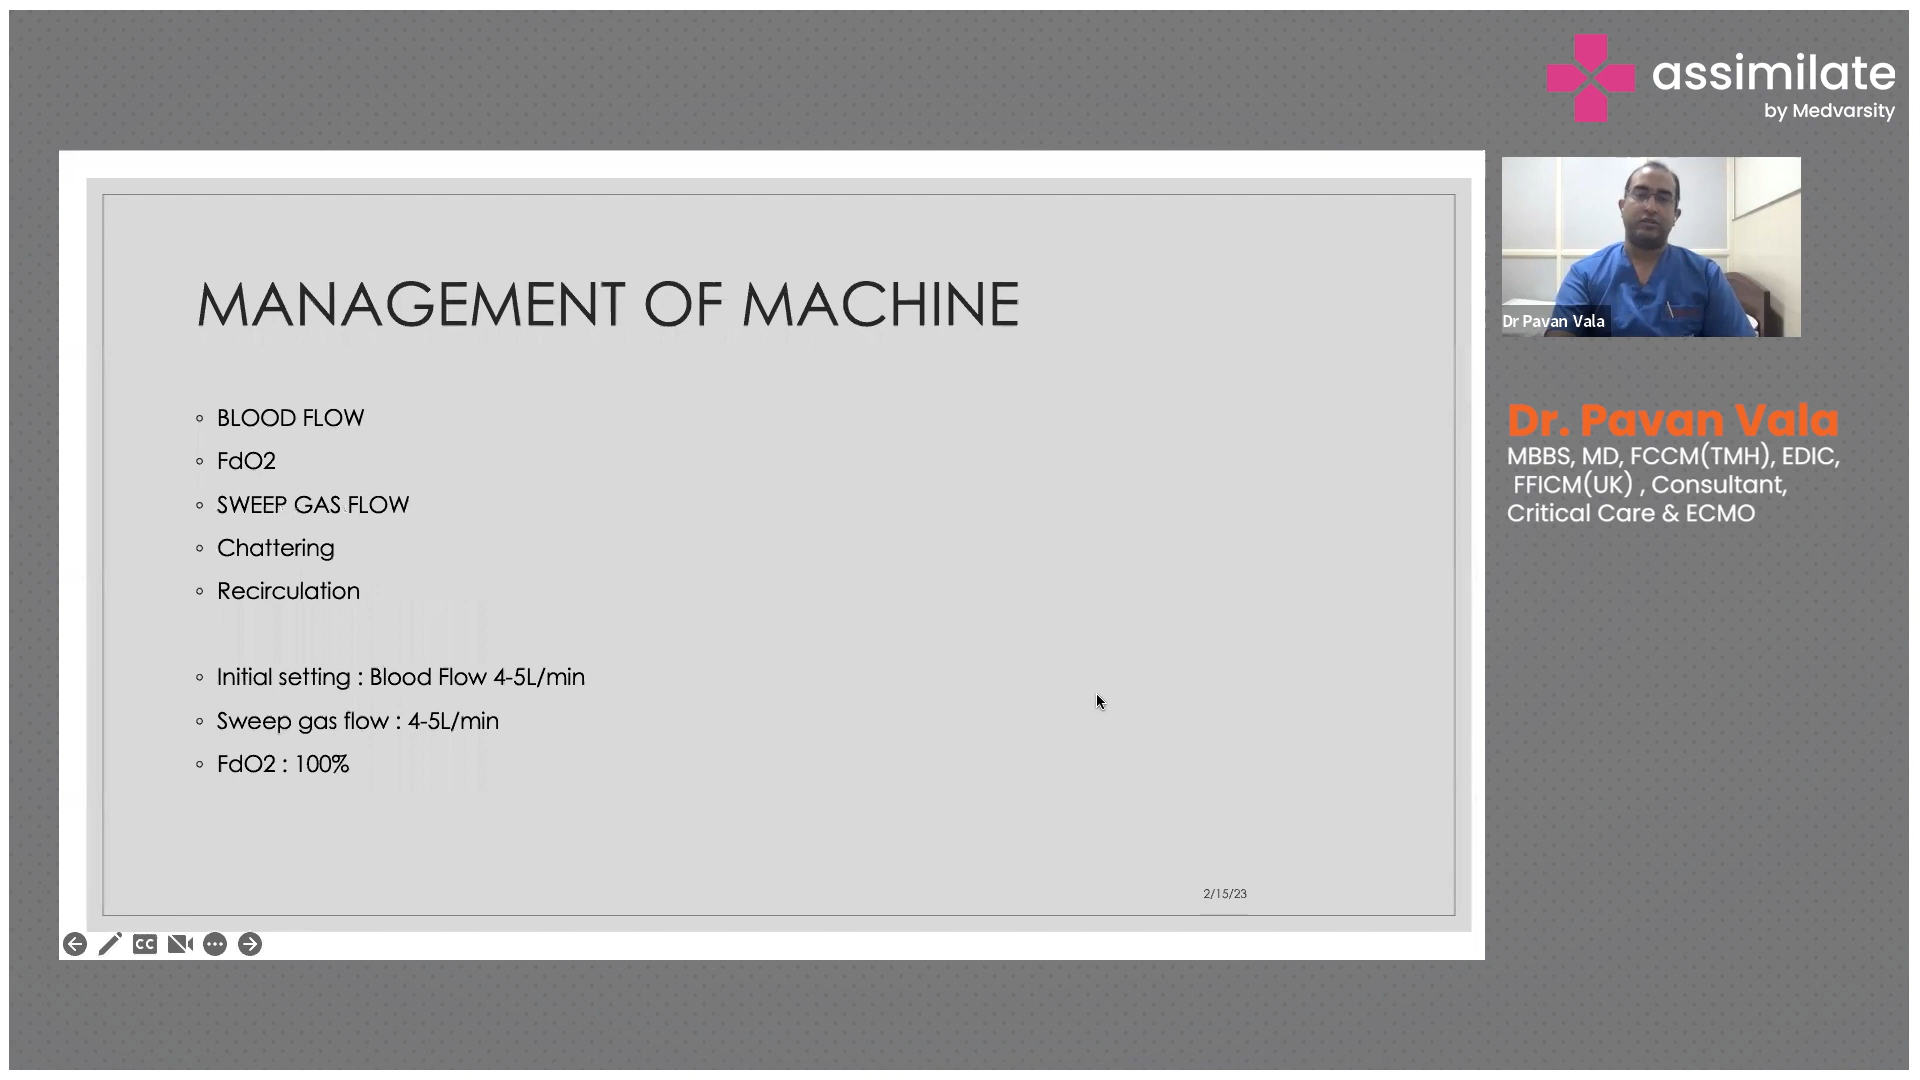 assimilate
by Medvarsity
MANAGEMENT OF MACHINE
BLOOD FLOW
FdO2
SWEEP GAS FLOW
Chattering
Recirculation
Initial setting : Blood Flow 4-5L/min
Sweep gas flow : 4-5L/min
FdO2 : 100%
2/15/23
CC
Dr Pavan Vala
Dr. Pavan Vala
MBBS, MD, FCCM(TMH), EDIC,
FFICM(UK) , Consultant,
Critical Care & ECMO